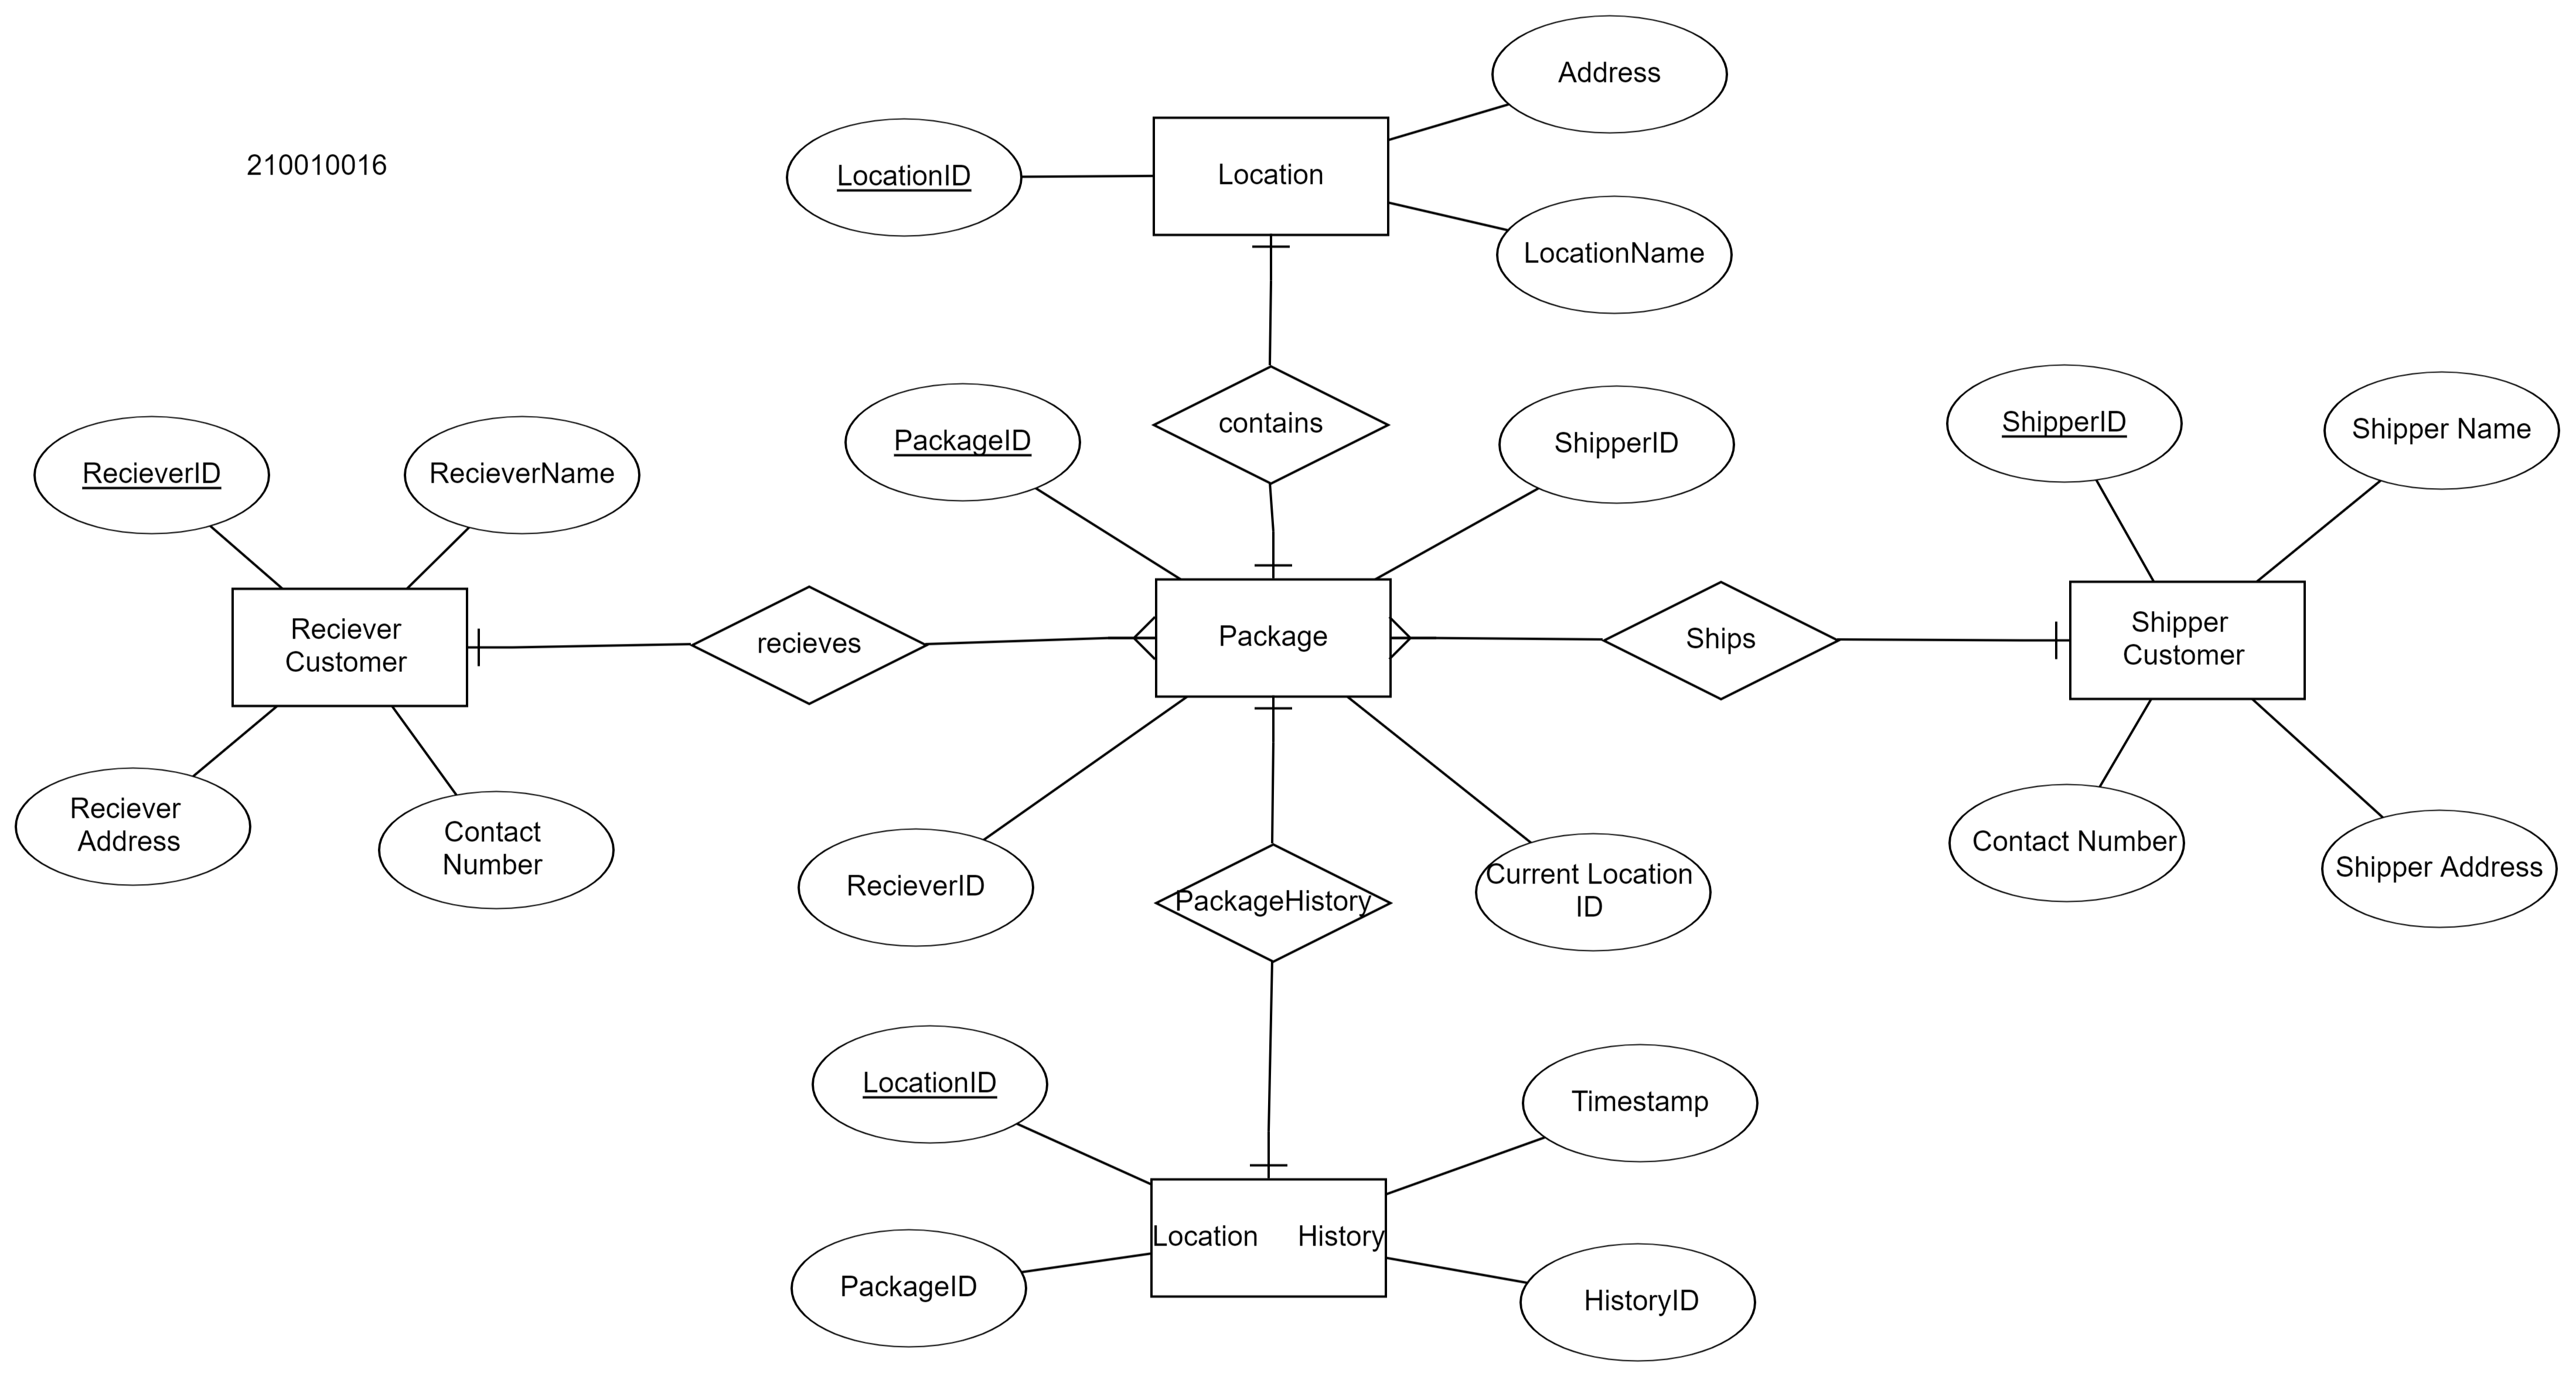 Address
210010016
LocationID
Location
LocationName
contains
PackageID
ShipperID
ShipperID
Shipper Name
RecieverID
RecieverName
Reciever
Customer
recieves
Package
Ships
Shipper
Customer
Reciever
Address
Contact
Number
RecieverID
PackageHistory
Current Location
ID
Contact Number
Shipper Address
LocationID
Timestamp
Location History
PackageID
HistoryID